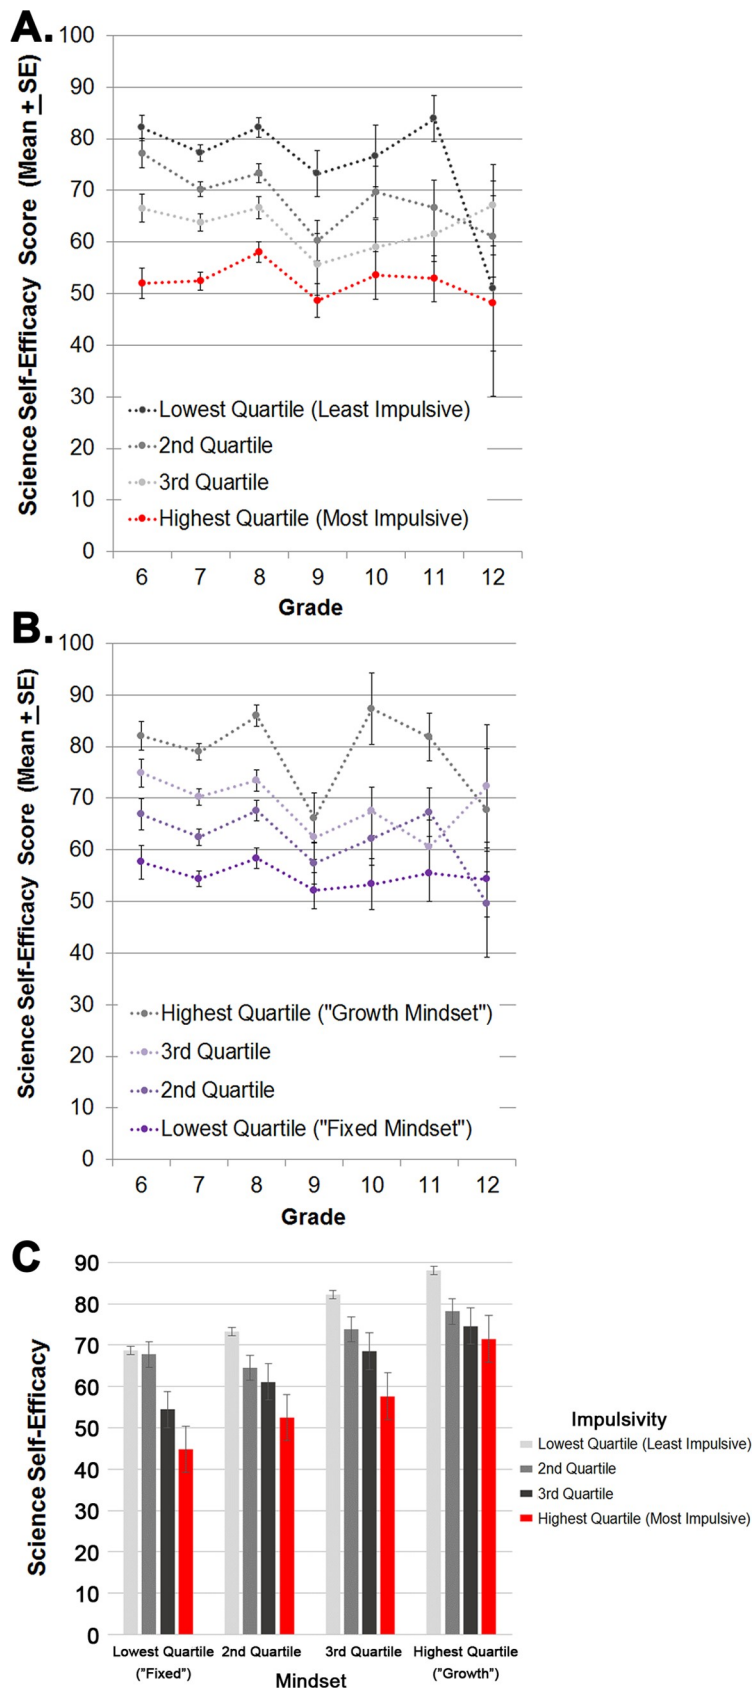 A.
Science Self-Efficacy Score (Mean ± SE)
100
90
80
70
60
50
40
30
20
10
0
Lowest Quartile (Least Impulsive)
2nd Quartile
3rd Quartile
Highest Quartile (Most Impulsive)
6 7 8 9 10 11 12
Grade
B.
Science Self-Efficacy Score (Mean ± SE)
100
90
80
70
60
50
40
30
20
10
0
Highest Quartile ("Growth Mindset")
3rd Quartile
2nd Quartile
Lowest Quartile ("Fixed Mindset")
6 7 8 9 10 11 12
Grade
C
Science Self-Efficacy
90
80
70
60
50
40
30
20
10
0
Impulsivity
Lowest Quartile (Least Impulsive)
2nd Quartile
3rd Quartile
Highest Quartile (Most Impulsive)
Lowest Quartile 2nd Quartile 3rd Quartile Highest Quartile
("Fixed") ("Growth")
Mindset